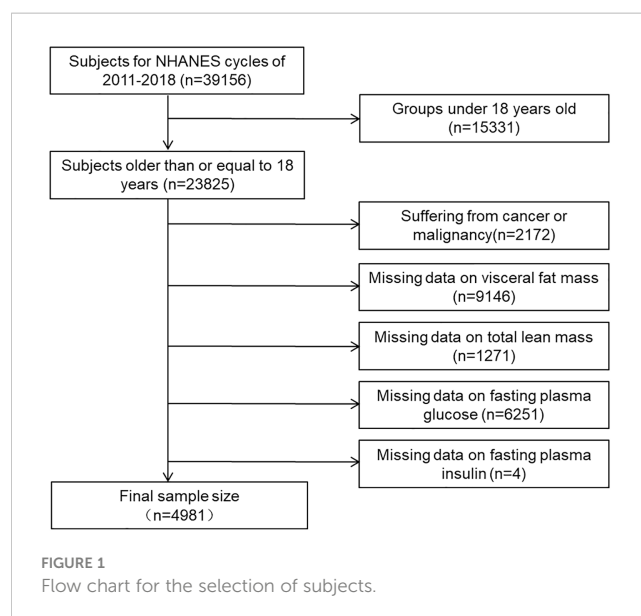 Subjects for NHANES cycles of
2011-2018 (n=39156)
Groups under 18 years old
(n=15331)
Subjects older than or equal to 18
years (n=23825)
Suffering from cancer or
malignancy(n=2172)
Missing data on visceral fat mass
(n=9146)
Missing data on total lean mass
(n=1271)
Missing data on fasting plasma
glucose (n=6251)
Missing data on fasting plasma
insulin (n=4)
Final sample size
（n=4981）
FIGURE 1
Flow chart for the selection of subjects.